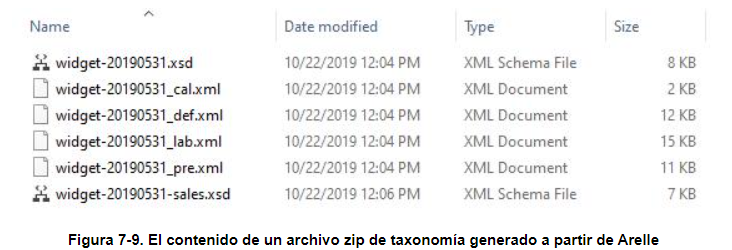 Name Date modified Type Size
widget-20190531.xsd 10/22/2019 12:04 PM XML Schema File 8 KB
widget-20190531_cal.xml 10/22/2019 12:04 PM XML Document 2 KB
widget-20190531_def.xml 10/22/2019 12:04 PM XML Document 12 KB
widget-20190531_lab.xml 10/22/2019 12:04 PM XML Document 15 KB
widget-20190531_pre.xml 10/22/2019 12:04 PM XML Document 11 KB
widget-20190531-sales.xsd 10/22/2019 12:06 PM XML Schema File 7 KB
Figura 7-9. El contenido de un archivo zip de taxonomía generado a partir de Arelle